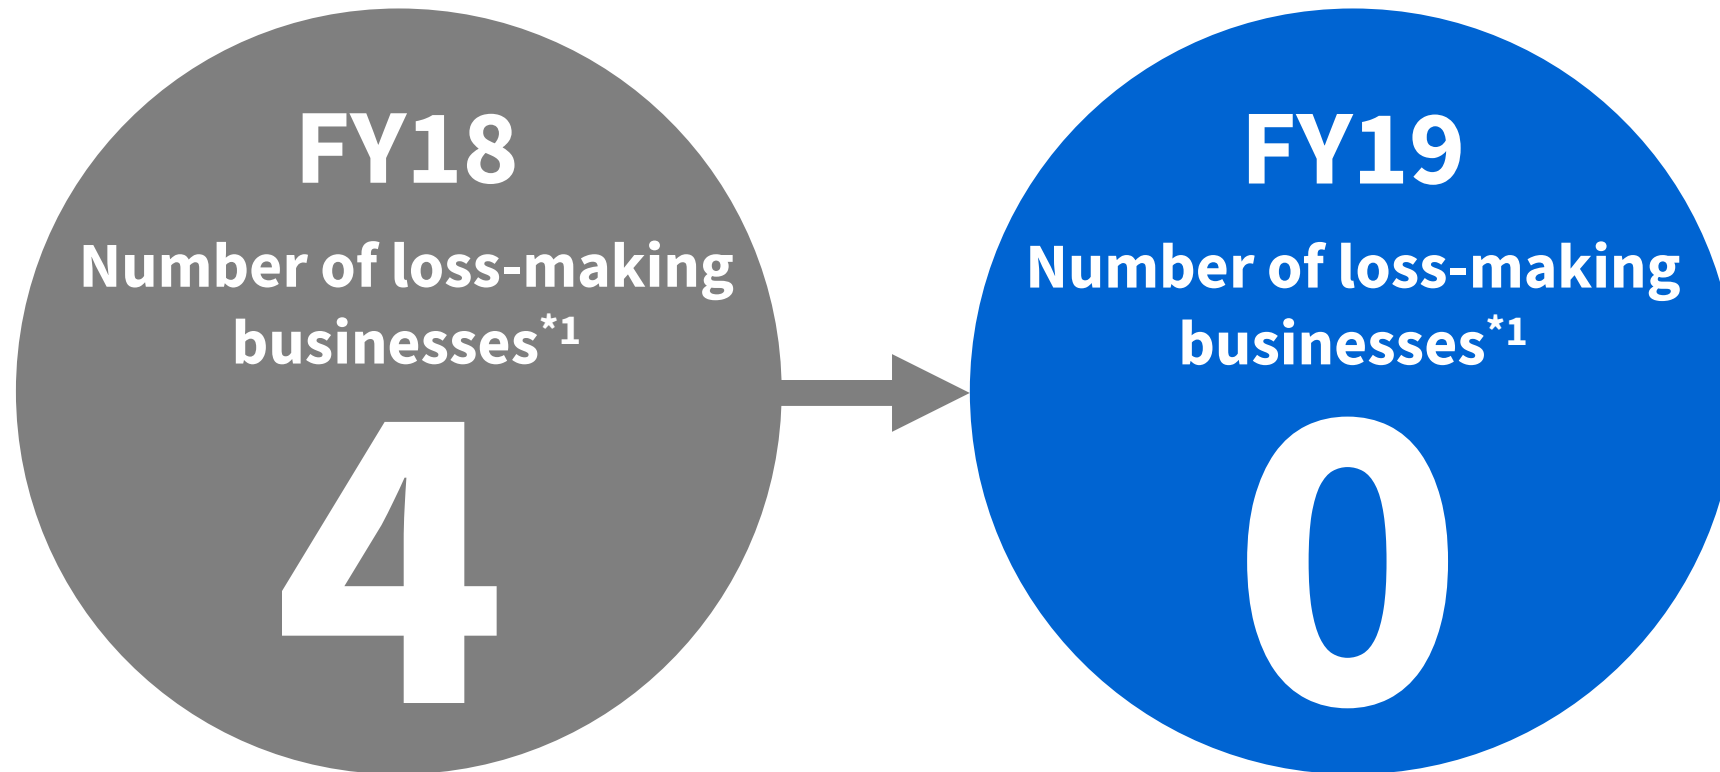 FY18
Number of loss-making
businesses*1
4
FY19
Number of loss-making
businesses*1
0